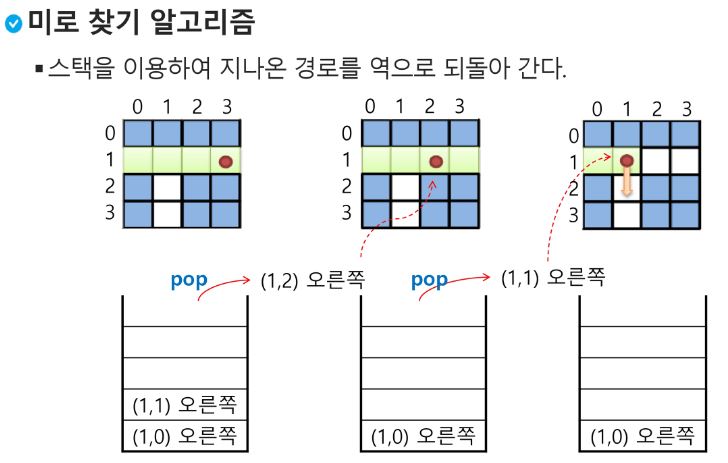 미로 찾기 알고리즘
▪ 스택을 이용하여 지나온 경로를 역으로 되돌아 간다.
0 1 2 3
0
1
2
3
0 1 2 3
0
1
2
3
0 1 2 3
0
1
2
3
pop
(1,2) 오른쪽
pop
(1,1) 오른쪽
(1,1) 오른쪽
(1,0) 오른쪽
(1,0) 오른쪽
(1,0) 오른쪽